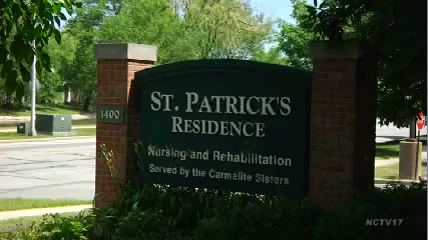 1400
ST. PATRICK'S
RESIDENCE
Nursing and Rehabilitation
Served by the Carmelite Sisters
NCTV17